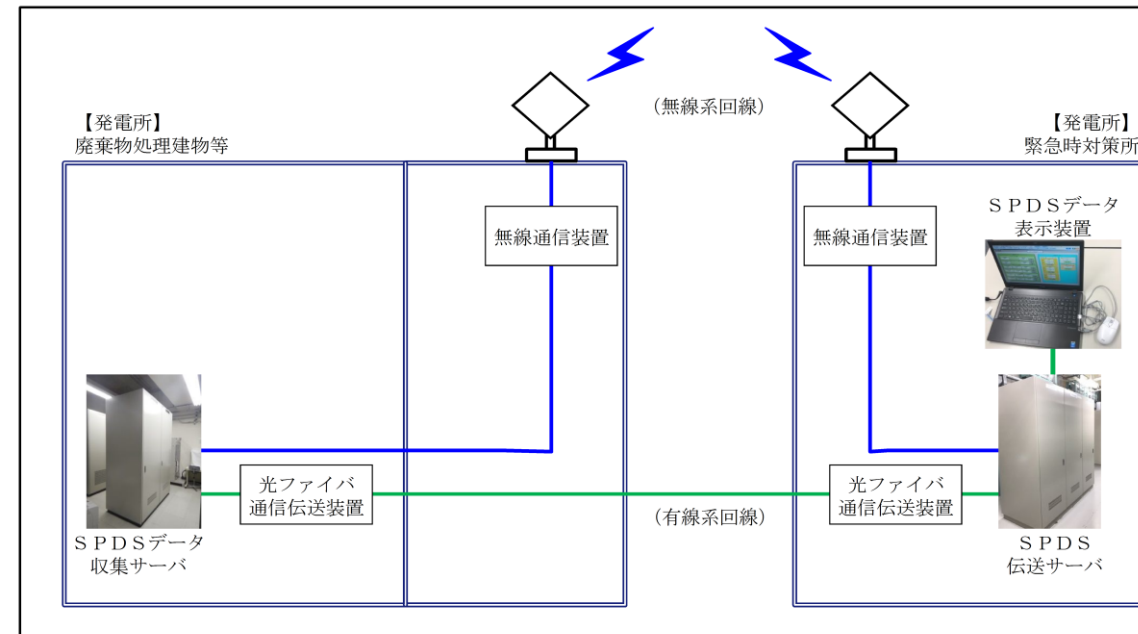 【発電所】
廃棄物処理建物等
(無線系回線)
【発電所】
緊急時対策所
無線通信装置
無線通信装置
ＳＰＤＳデータ
表示装置
光ファイバ
通信伝送装置
(有線系回線)
光ファイバ
通信伝送装置
ＳＰＤＳデータ
収集サーバ
ＳＰＤＳ
伝送サーバ